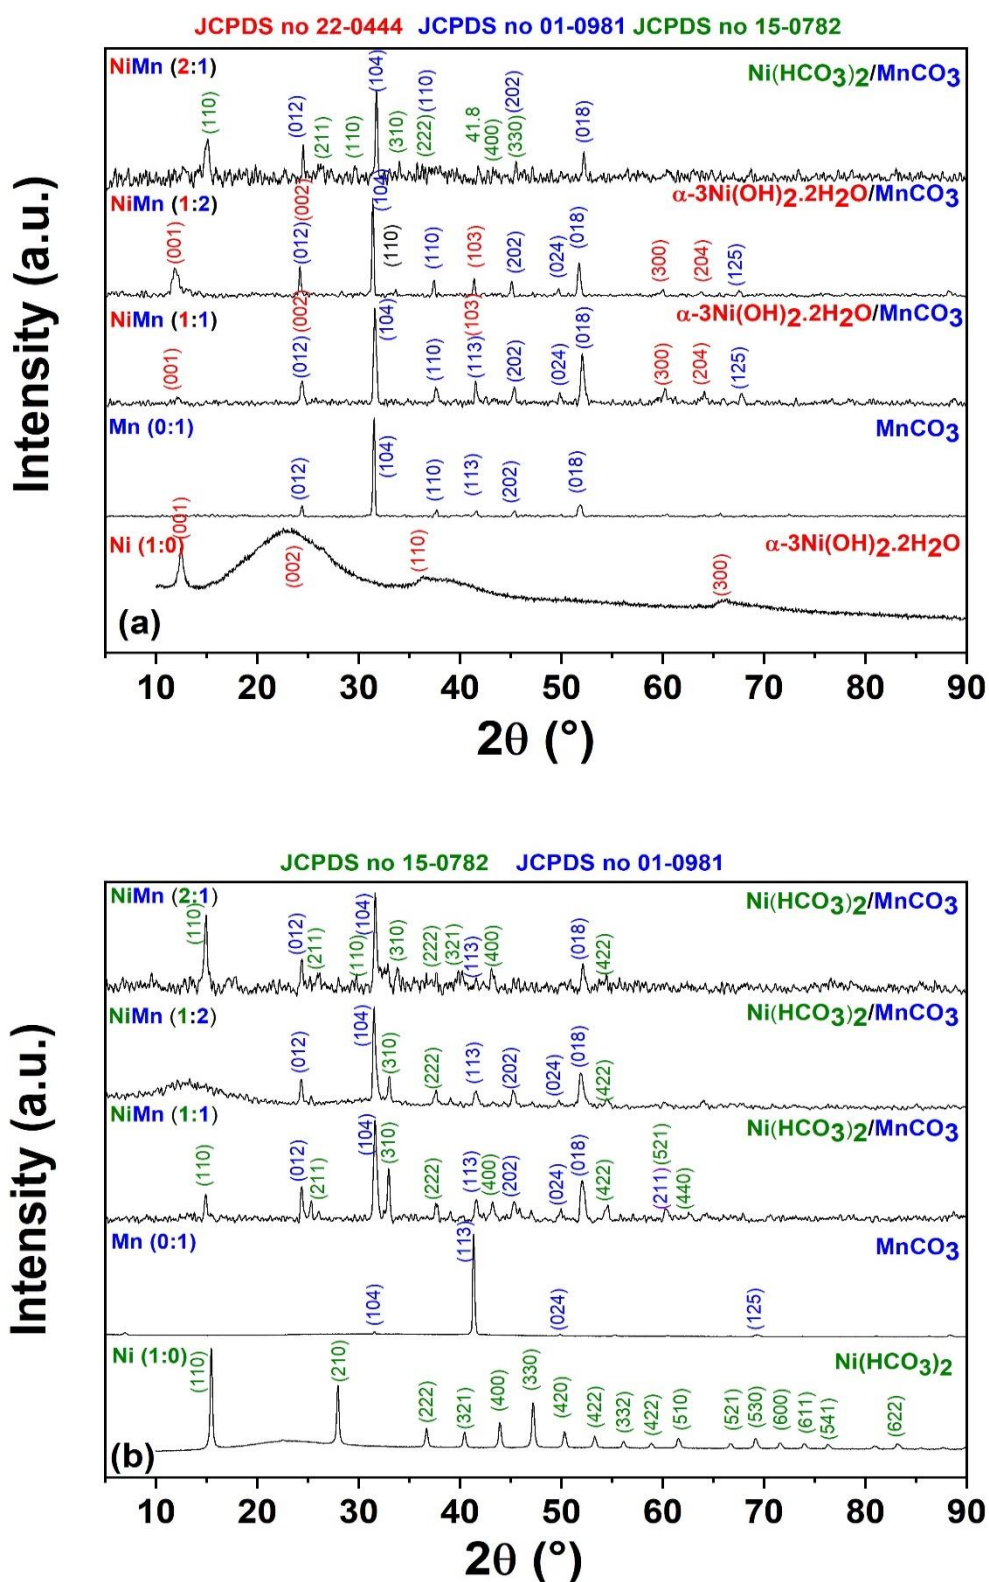 JCPDS no 22-0444 JCPDS no 01-0981 JCPDS no 15-0782
NiMn (2:1)
Ni(HCO3)2/MnCO3
(110) (012) (211) (110) (104) (310) (222) (110) 41.8 (400) (330) (202) (018)
NiMn (1:2)
α-3Ni(OH)2.2H2O/MnCO3
(001) (012) (002) (104) (110) (110) (103) (202) (024) (018) (300) (204) (125)
NiMn (1:1)
α-3Ni(OH)2.2H2O/MnCO3
(001) (012) (002) (104) (110) (113) (103) (202) (024) (018) (300) (204) (125)
Mn (0:1)
MnCO3
(012) (104) (110) (113) (202) (018)
Ni (1:0)
α-3Ni(OH)2.2H2O
(001) (002) (110) (300)
(a)
10 20 30 40 50 60 70 80 90
2θ (°)
Intensity (a.u.)
JCPDS no 15-0782 JCPDS no 01-0981
NiMn (2:1)
Ni(HCO3)2/MnCO3
(110) (012) (211) (110) (104) (310) (222) (321) (113) (400) (018) (422)
NiMn (1:2)
Ni(HCO3)2/MnCO3
(012) (104) (310) (222) (113) (202) (024) (018) (422)
NiMn (1:1)
Ni(HCO3)2/MnCO3
(110) (012) (211) (104) (310) (222) (113) (400) (202) (024) (018) (422) (211) (521) (440)
Mn (0:1)
MnCO3
(104) (113) (024) (125)
Ni (1:0)
Ni(HCO3)2
(110) (210) (222) (321) (400) (330) (420) (422) (332) (422) (510) (521) (530) (600) (611) (541) (622)
(b)
10 20 30 40 50 60 70 80 90
2θ (°)
Intensity (a.u.)